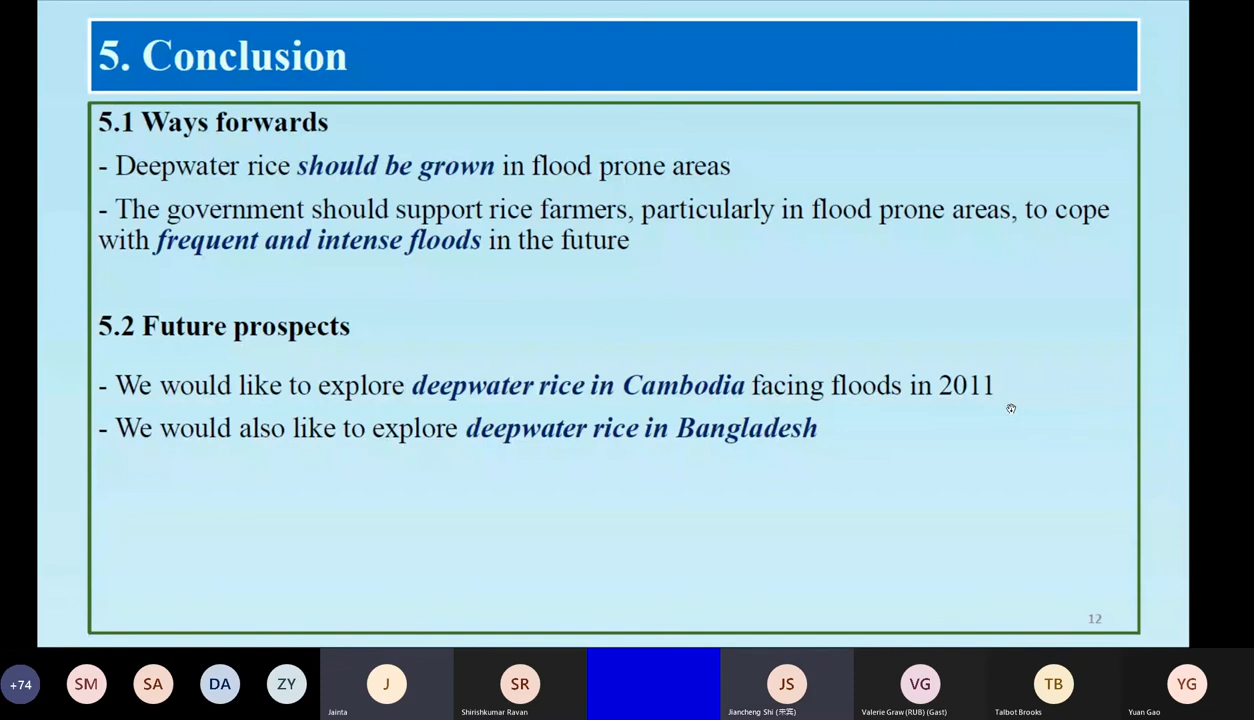 5. Conclusion
5.1 Ways forwards
- Deepwater rice should be grown in flood prone areas
- The government should support rice farmers, particularly in flood prone areas, to cope
with frequent and intense floods in the future
5.2 Future prospects
- We would like to explore deepwater rice in Cambodia facing floods in 2011
- We would also like to explore deepwater rice in Bangladesh
12
+74
SM
SA
DA
ZY
J
SR
JS
VG
TB
YG
Jainta
Shirishkumar Ravan
Jiancheng Shi (来宾)
Valerie Graw (RUB) (Gast)
Talbot Brooks
Yuan Gao